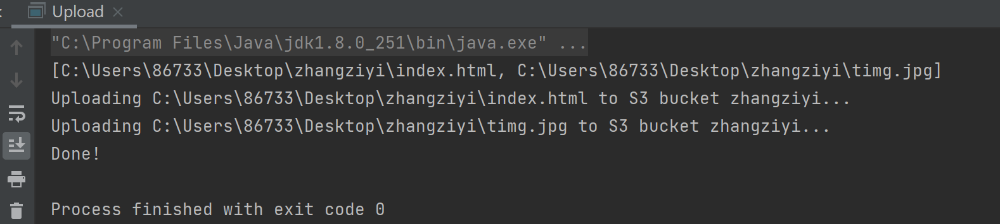 Upload
"C:\Program Files\Java\jdk1.8.0_251\bin\java.exe" ...
[C:\Users\86733\Desktop\zhangziyi\index.html, C:\Users\86733\Desktop\zhangziyi\timg.jpg]
Uploading C:\Users\86733\Desktop\zhangziyi\index.html to S3 bucket zhangziyi...
Uploading C:\Users\86733\Desktop\zhangziyi\timg.jpg to S3 bucket zhangziyi...
Done!
Process finished with exit code 0